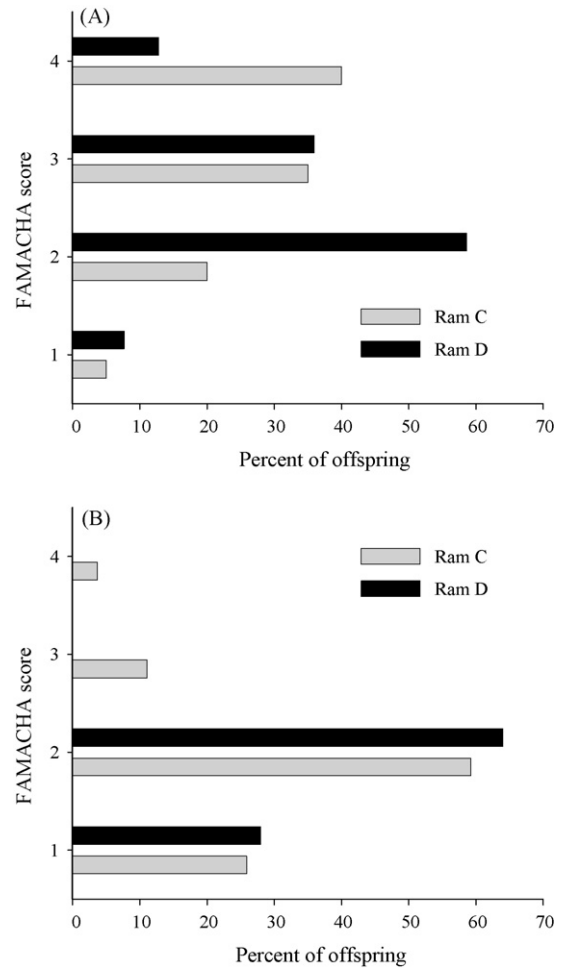 (A)
4
3
2
1
FAMACHA score
Ram C
Ram D
0 10 20 30 40 50 60 70
Percent of offspring
(B)
4
3
2
1
FAMACHA score
Ram C
Ram D
0 10 20 30 40 50 60 70
Percent of offspring